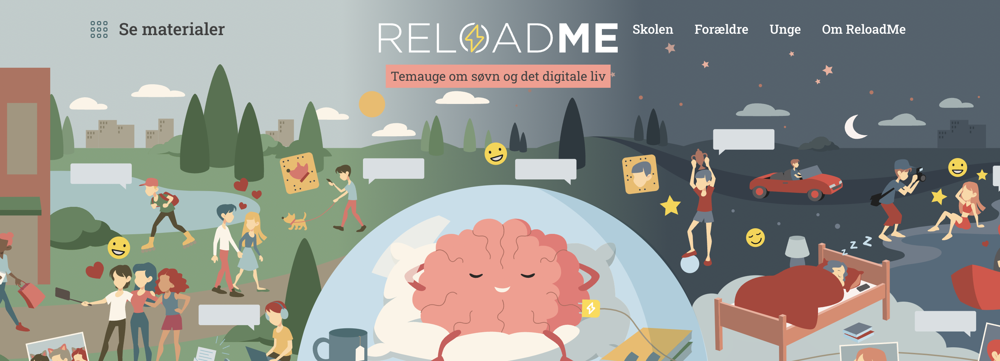 Se materialer
RELOADME
Skolen Forældre Unge Om ReloadMe
Temauge om søvn og det digitale liv
z z z